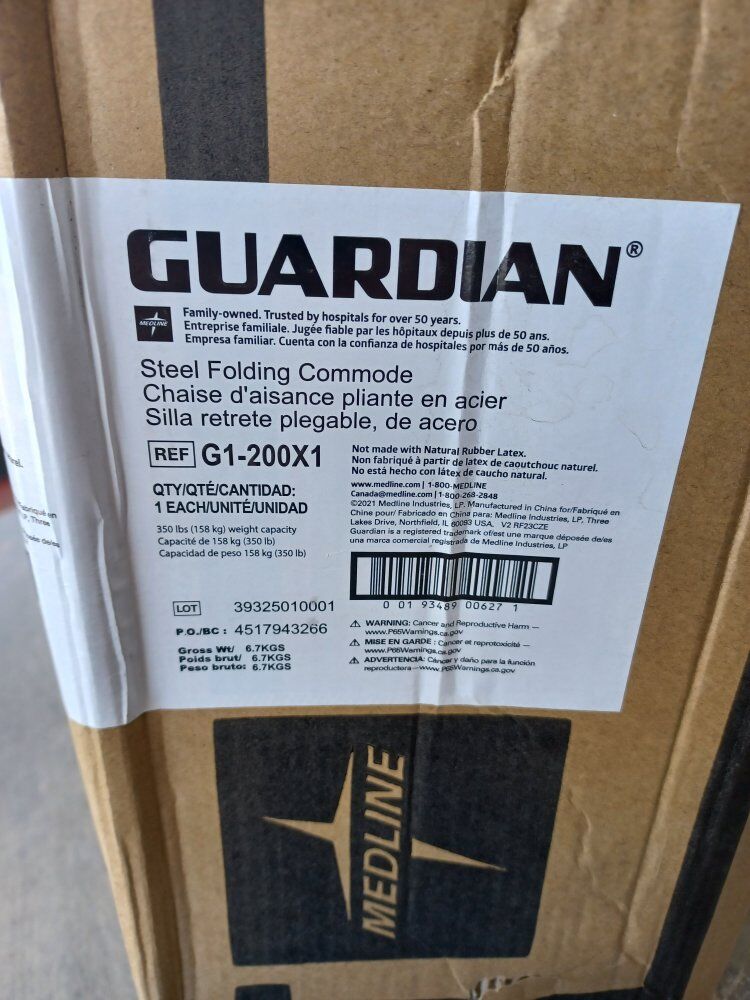 GUARDIAN®
MEDLINE
Family-owned. Trusted by hospitals for over 50 years.
Entreprise familiale. Jugée fiable par les hôpitaux depuis plus de 50 ans.
Empresa familiar. Cuenta con la confianza de hospitales por más de 50 años.
Steel Folding Commode
Chaise d'aisance pliante en acier
Silla retrete plegable, de acero
REF G1-200X1
QTY/QTÉ/CANTIDAD:
1 EACH/UNITÉ/UNIDAD
350 lbs (158 kg) weight capacity
Capacité de 158 kg (350 lb)
Capacidad de peso 158 kg (350 lb)
Not made with Natural Rubber Latex.
Non fabriqué à partir de latex de caoutchouc naturel.
No está hecho con látex de caucho natural.
www.medline.com | 1-800-MEDLINE
Canada@medline.com | 1-800-268-2848
©2021 Medline Industries, LP. Manufactured in China for/Fabriqué en
Chine pour/ Fabricado en China para: Medline Industries, LP, Three
Lakes Drive, Northfield, IL 60093 USA. V2 RF23CZE
Guardian is a registered trademark of/est une marque déposée de/es
una marca comercial registrada de Medline Industries, LP
0 01 93489 00627 1
LOT 39325010001
P.O./BC: 4517943266
Gross Wt/ 6.7KGS
Poids brut/ 6.7KGS
Peso bruto: 6.7KGS
⚠ WARNING: Cancer and Reproductive Harm –
www.P65Warnings.ca.gov
⚠ MISE EN GARDE : Cancer et reprotoxicité –
www.P65Warnings.ca.gov
⚠ ADVERTENCIA: Cáncer y daño para la función
reproductora – www.P65Warnings.ca.gov
MEDLINE